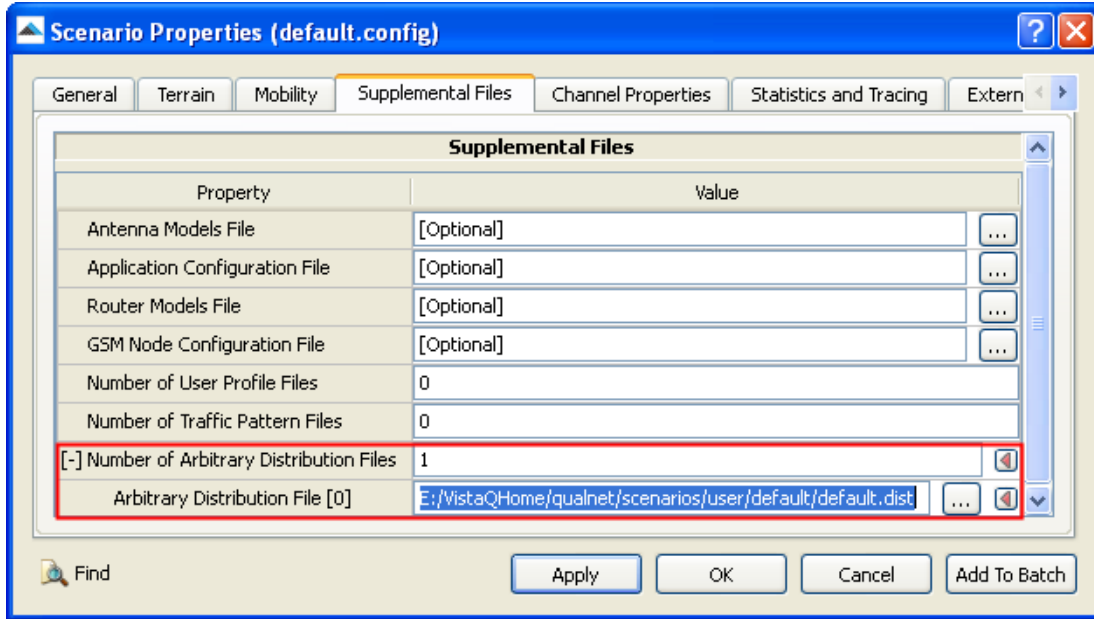 Scenario Properties (default.config)
General Terrain Mobility Supplemental Files Channel Properties Statistics and Tracing Extern
Supplemental Files
Property Value
Antenna Models File [Optional] ...
Application Configuration File [Optional] ...
Router Models File [Optional] ...
GSM Node Configuration File [Optional] ...
Number of User Profile Files 0
Number of Traffic Pattern Files 0
[-] Number of Arbitrary Distribution Files 1
Arbitrary Distribution File [0] E:/VistaQHome/qualnet/scenarios/user/default/default.dist ...
Find Apply OK Cancel Add To Batch